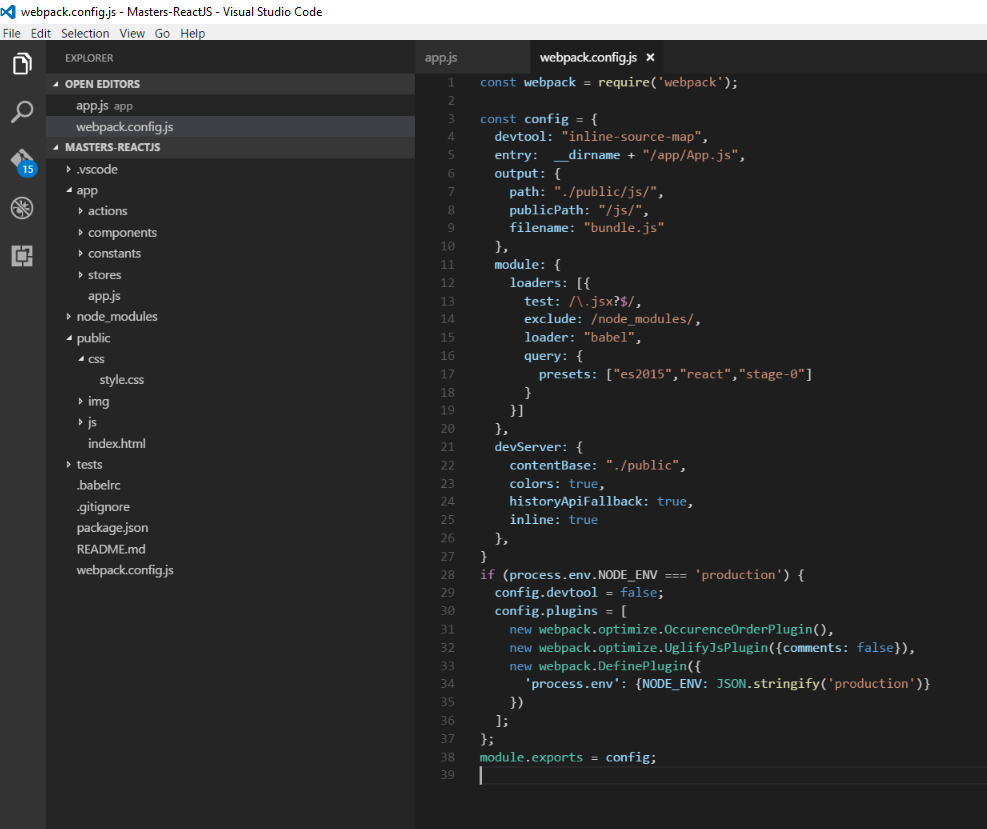 webpack.config.js - Masters-ReactJS - Visual Studio Code
File Edit Selection View Go Help
EXPLORER
OPEN EDITORS
app.js app
webpack.config.js
MASTERS-REACTJS
.vscode
app
actions
components
constants
stores
app.js
node_modules
public
css
style.css
img
js
index.html
tests
.babelrc
.gitignore
package.json
README.md
webpack.config.js
15
app.js webpack.config.js ×
1 const webpack = require('webpack');
2
3 const config = {
4 devtool: "inline-source-map",
5 entry:  __dirname + "/app/App.js",
6 output: {
7 path: "./public/js/",
8 publicPath: "/js/",
9 filename: "bundle.js"
10 },
11 module: {
12 loaders: [{
13 test: /\.jsx?$/,
14 exclude: /node_modules/,
15 loader: "babel",
16 query: {
17 presets: ["es2015","react","stage-0"]
18 }
19 }]
20 },
21 devServer: {
22 contentBase: "./public",
23 colors: true,
24 historyApiFallback: true,
25 inline: true
26 },
27 }
28 if (process.env.NODE_ENV === 'production') {
29 config.devtool = false;
30 config.plugins = [
31 new webpack.optimize.OccurenceOrderPlugin(),
32 new webpack.optimize.UglifyJsPlugin({comments: false}),
33 new webpack.DefinePlugin({
34 'process.env': {NODE_ENV: JSON.stringify('production')}
35 })
36 ];
37 };
38 module.exports = config;
39